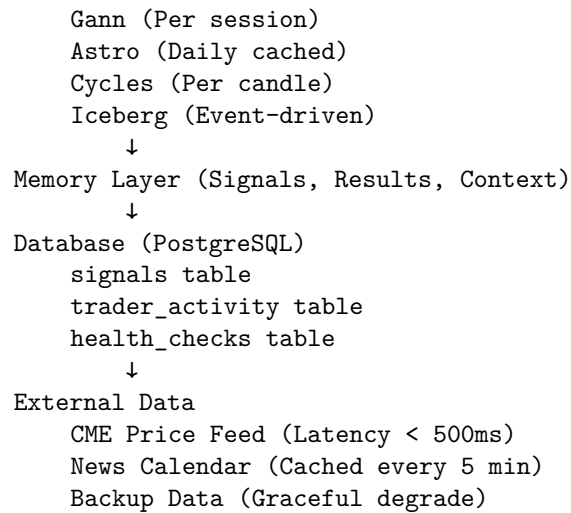 Gann (Per session)
Astro (Daily cached)
Cycles (Per candle)
Iceberg (Event-driven)
↓
Memory Layer (Signals, Results, Context)
↓
Database (PostgreSQL)
signals table
trader_activity table
health_checks table
↓
External Data
CME Price Feed (Latency < 500ms)
News Calendar (Cached every 5 min)
Backup Data (Graceful degrade)